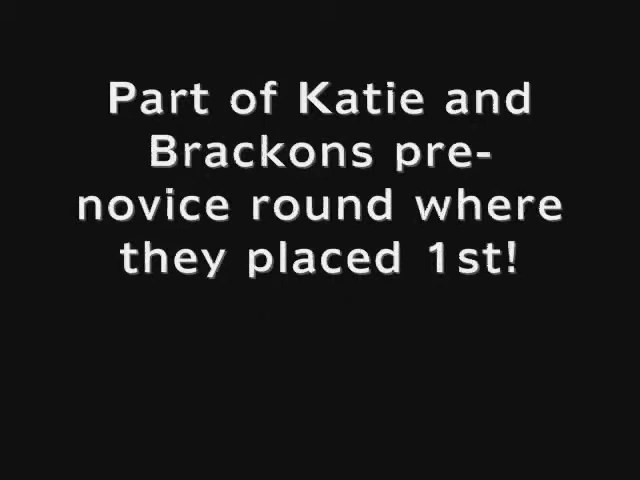 Part of Katie and
Brackons pre-
novice round where
they placed 1st!